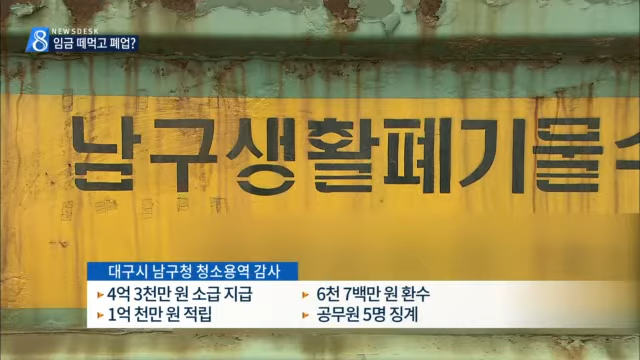 8 NEWSDESK
임금 떼먹고 폐업?
남구생활폐기물수
대구시 남구청 청소용역 감사
▶ 4억 3천만 원 소급 지급
▶ 6천 7백만 원 환수
▶ 1억 천만 원 적립
▶ 공무원 5명 징계